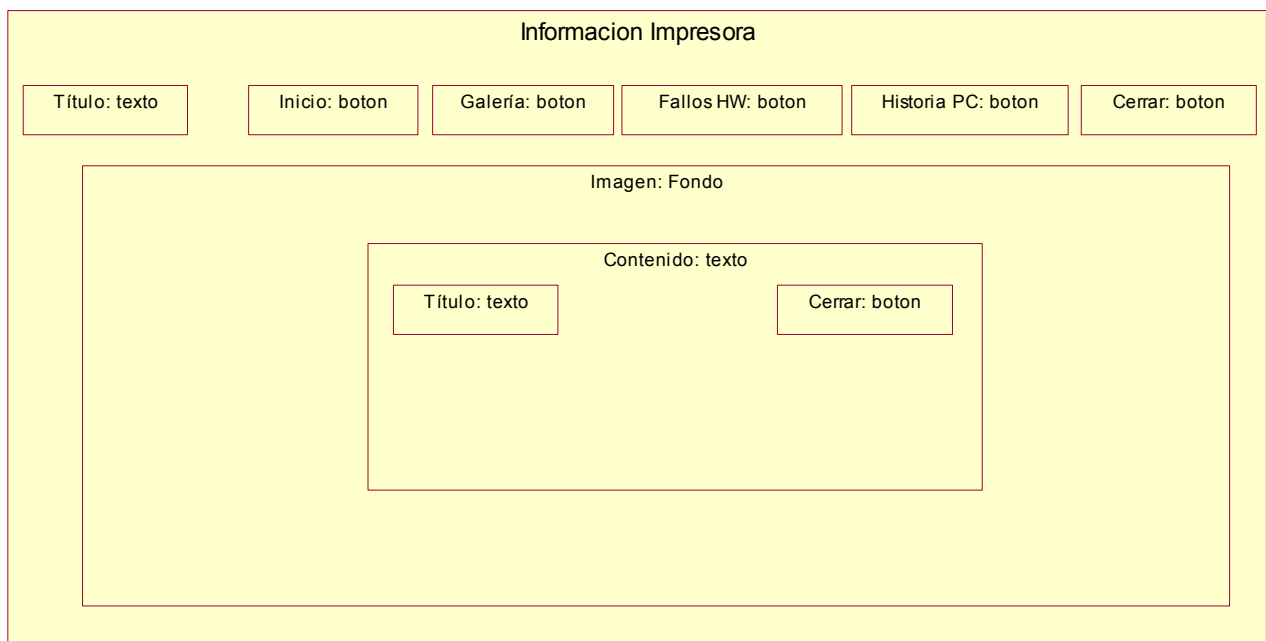 Informacion Impresora
Título: texto
Inicio: boton
Galería: boton
Fallos HW: boton
Historia PC: boton
Cerrar: boton
Imagen: Fondo
Contenido: texto
Título: texto
Cerrar: boton